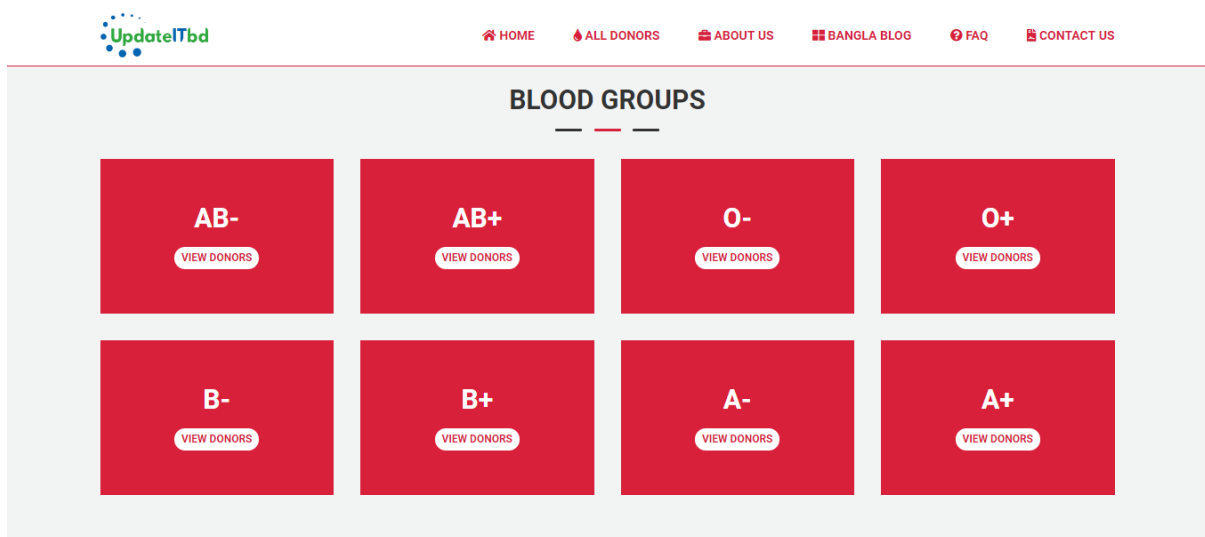 UpdateITbd
HOME ALL DONORS ABOUT US BANGLA BLOG FAQ CONTACT US
BLOOD GROUPS
AB- AB+ O- O+
VIEW DONORS VIEW DONORS VIEW DONORS VIEW DONORS
B- B+ A- A+
VIEW DONORS VIEW DONORS VIEW DONORS VIEW DONORS